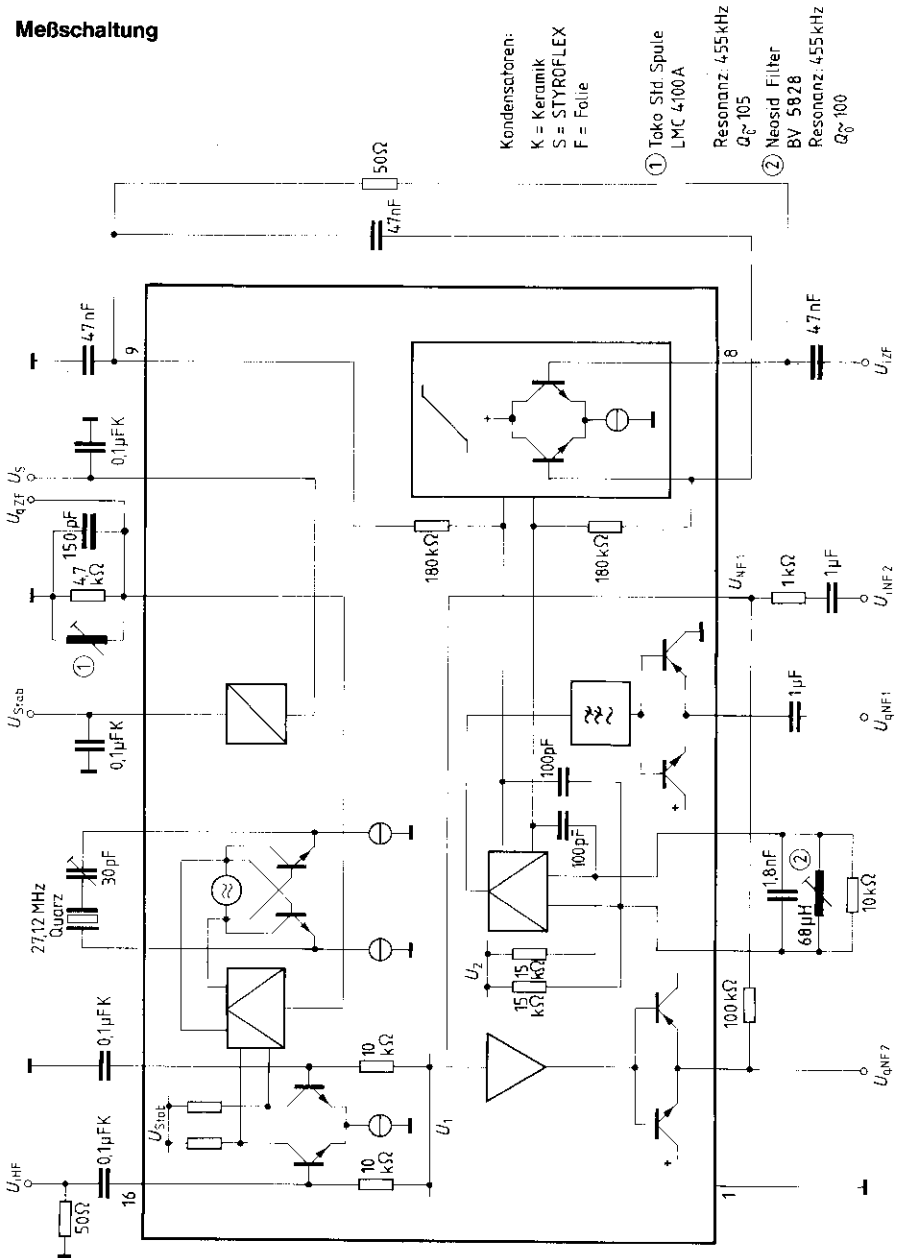 Meßschaltung
Kondensatoren:
K = Keramik
S = STYROFLEX
F = Folie
① Toko Std. Spule
LMC 4100A
Resonanz: 455kHz
Q₀≈105
② Neosid Filter
BV 5828
Resonanz: 455kHz
Q₀≈100
50Ω
47nF
47nF
9
0,1µFK
U_S
U_qZF
150pF
4,7
kΩ
①
U_Stab
0,1µFK
30pF
27,12 MHz
Quarz
0,1µFK
0,1µFK
U_iHF
50Ω
16
U_Stab
10
kΩ
10
kΩ
U_1
+
180kΩ
180kΩ
8
47nF
U_iZF
U_NF1
1kΩ
1µF
U_iNF2
100pF
100pF
U_2
15
kΩ
15
kΩ
+
1µF
U_qNF1
1,8nF
68µH
②
10kΩ
100kΩ
+
U_qNF2
1